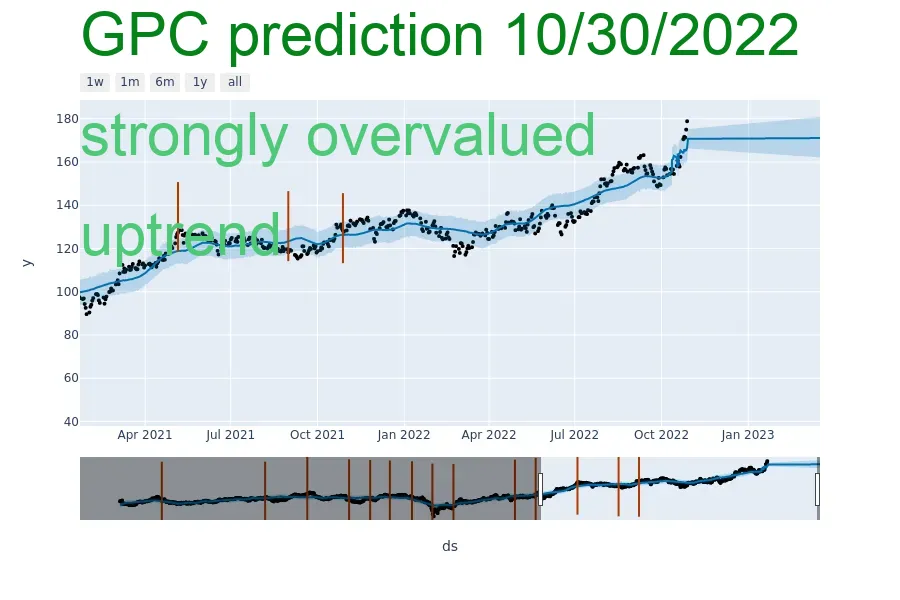 GPC prediction 10/30/2022
1w 1m 6m 1y all
strongly overvalued
uptrend
180
160
140
120
100
80
60
40
y
Apr 2021 Jul 2021 Oct 2021 Jan 2022 Apr 2022 Jul 2022 Oct 2022 Jan 2023
ds